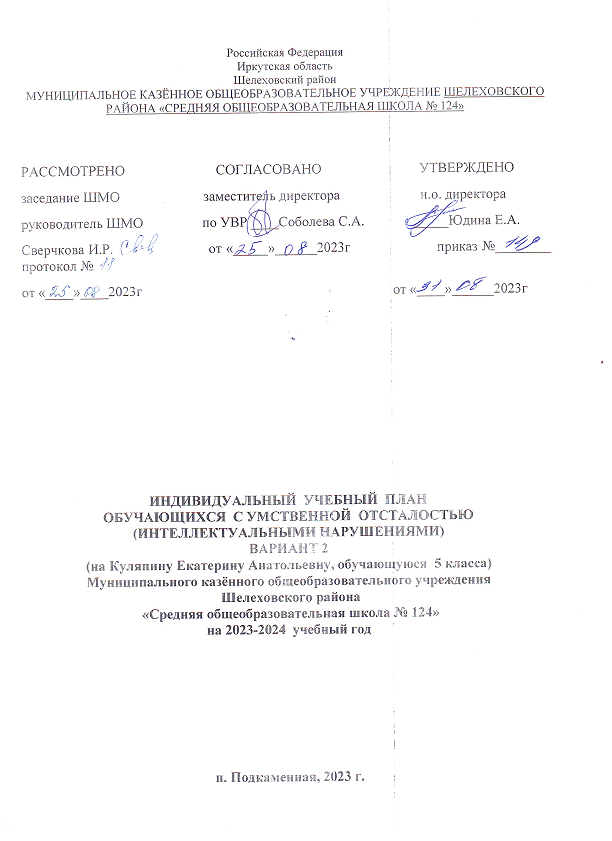 Российская Федерация
Иркутская область
Шелеховский район
МУНИЦИПАЛЬНОЕ КАЗЁННОЕ ОБЩЕОБРАЗОВАТЕЛЬНОЕ УЧРЕЖДЕНИЕ ШЕЛЕХОВСКОГО
РАЙОНА «СРЕДНЯЯ ОБЩЕОБРАЗОВАТЕЛЬНАЯ ШКОЛА № 124»
РАССМОТРЕНО СОГЛАСОВАНО УТВЕРЖДЕНО
заседание ШМО заместитель директора и.о. директора
руководитель ШМО по УВР Соболева С.А. Юдина Е.А.
Сверчкова И.Р. от «25» 08 2023г приказ №
протокол № 11
от «25» 08 2023г от «31» 08 2023г
ИНДИВИДУАЛЬНЫЙ УЧЕБНЫЙ ПЛАН
ОБУЧАЮЩИХСЯ С УМСТВЕННОЙ ОТСТАЛОСТЬЮ
(ИНТЕЛЛЕКТУАЛЬНЫМИ НАРУШЕНИЯМИ)
ВАРИАНТ 2
(на Куляпину Екатерину Анатольевну, обучающуюся 5 класса)
Муниципального казённого общеобразовательного учреждения
Шелеховского района
«Средняя общеобразовательная школа № 124»
на 2023-2024 учебный год
п. Подкаменная, 2023 г.